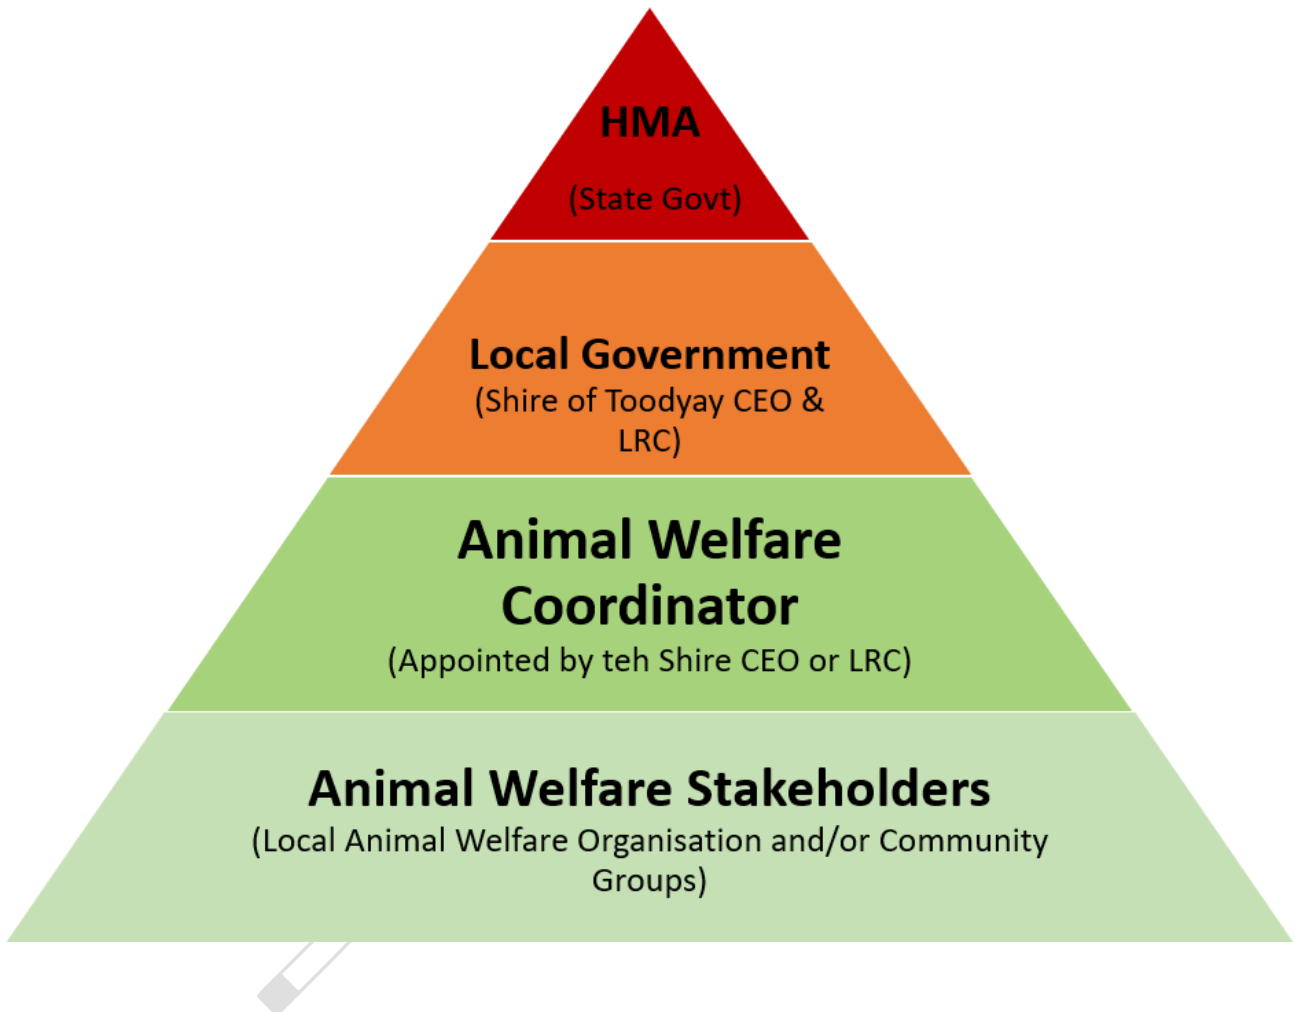 HMA
(State Govt)
Local Government
(Shire of Toodyay CEO &
LRC)
Animal Welfare
Coordinator
(Appointed by teh Shire CEO or LRC)
Animal Welfare Stakeholders
(Local Animal Welfare Organisation and/or Community
Groups)